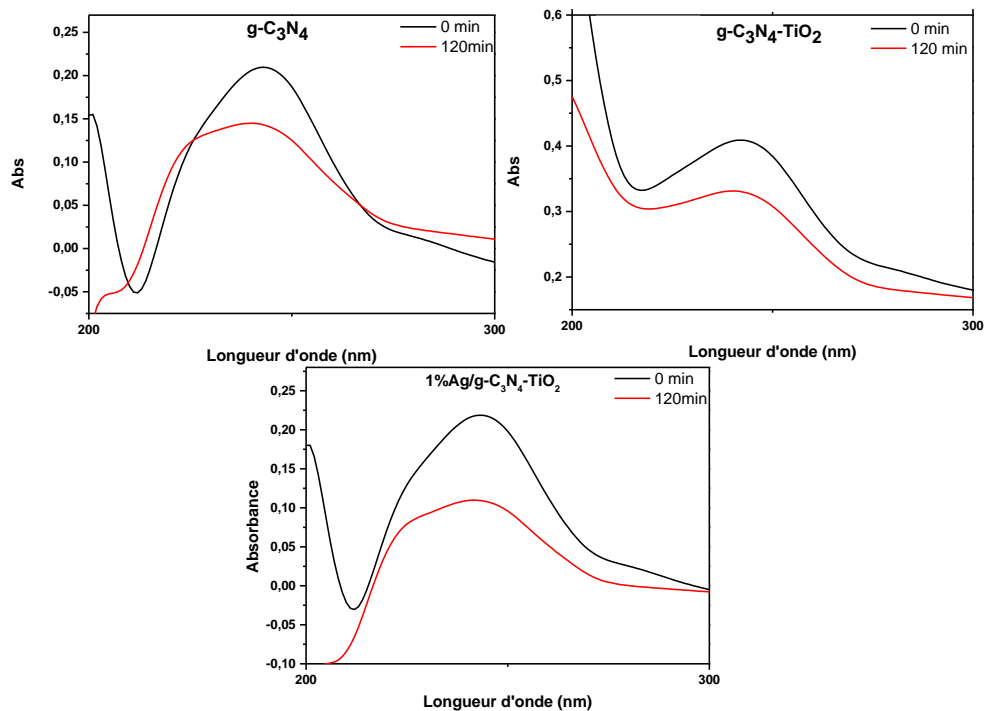 g-C₃N₄
0 min
120min
0,25
0,20
0,15
0,10
0,05
0,00
-0,05
200
300
Abs
Longueur d'onde (nm)
g-C₃N₄-TiO₂
0 min
120 min
0,6
0,5
0,4
0,3
0,2
200
300
Abs
Longueur d'onde (nm)
1%Ag/g-C₃N₄-TiO₂
0 min
120min
0,25
0,20
0,15
0,10
0,05
0,00
-0,05
-0,10
200
300
Absorbance
Longueur d'onde (nm)